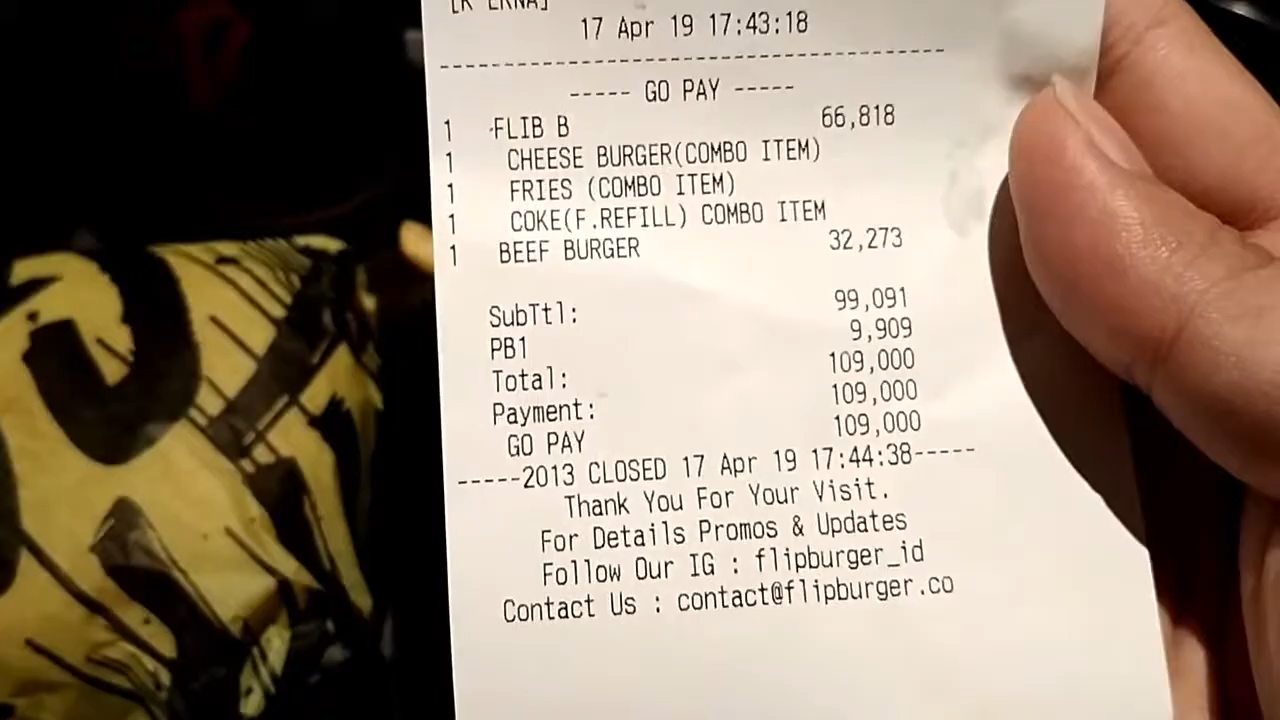 17 Apr 19 17:43:18
----- GO PAY -----
1 FLIB B 66,818
1 CHEESE BURGER(COMBO ITEM)
1 FRIES (COMBO ITEM)
1 COKE(F.REFILL) COMBO ITEM
1 BEEF BURGER 32,273
SubTtl: 99,091
PB1 9,909
Total: 109,000
Payment: 109,000
GO PAY 109,000
-----2013 CLOSED 17 Apr 19 17:44:38-----
Thank You For Your Visit.
For Details Promos & Updates
Follow Our IG : flipburger_id
Contact Us : contact@flipburger.co